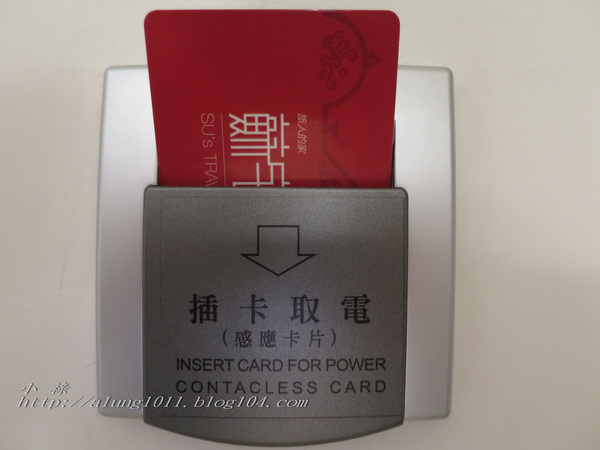 旅人的家
SU's TRAV
插卡取電
(感應卡片)
INSERT CARD FOR POWER
CONTACLESS CARD
小綠
http://alung1011.blog104.com/